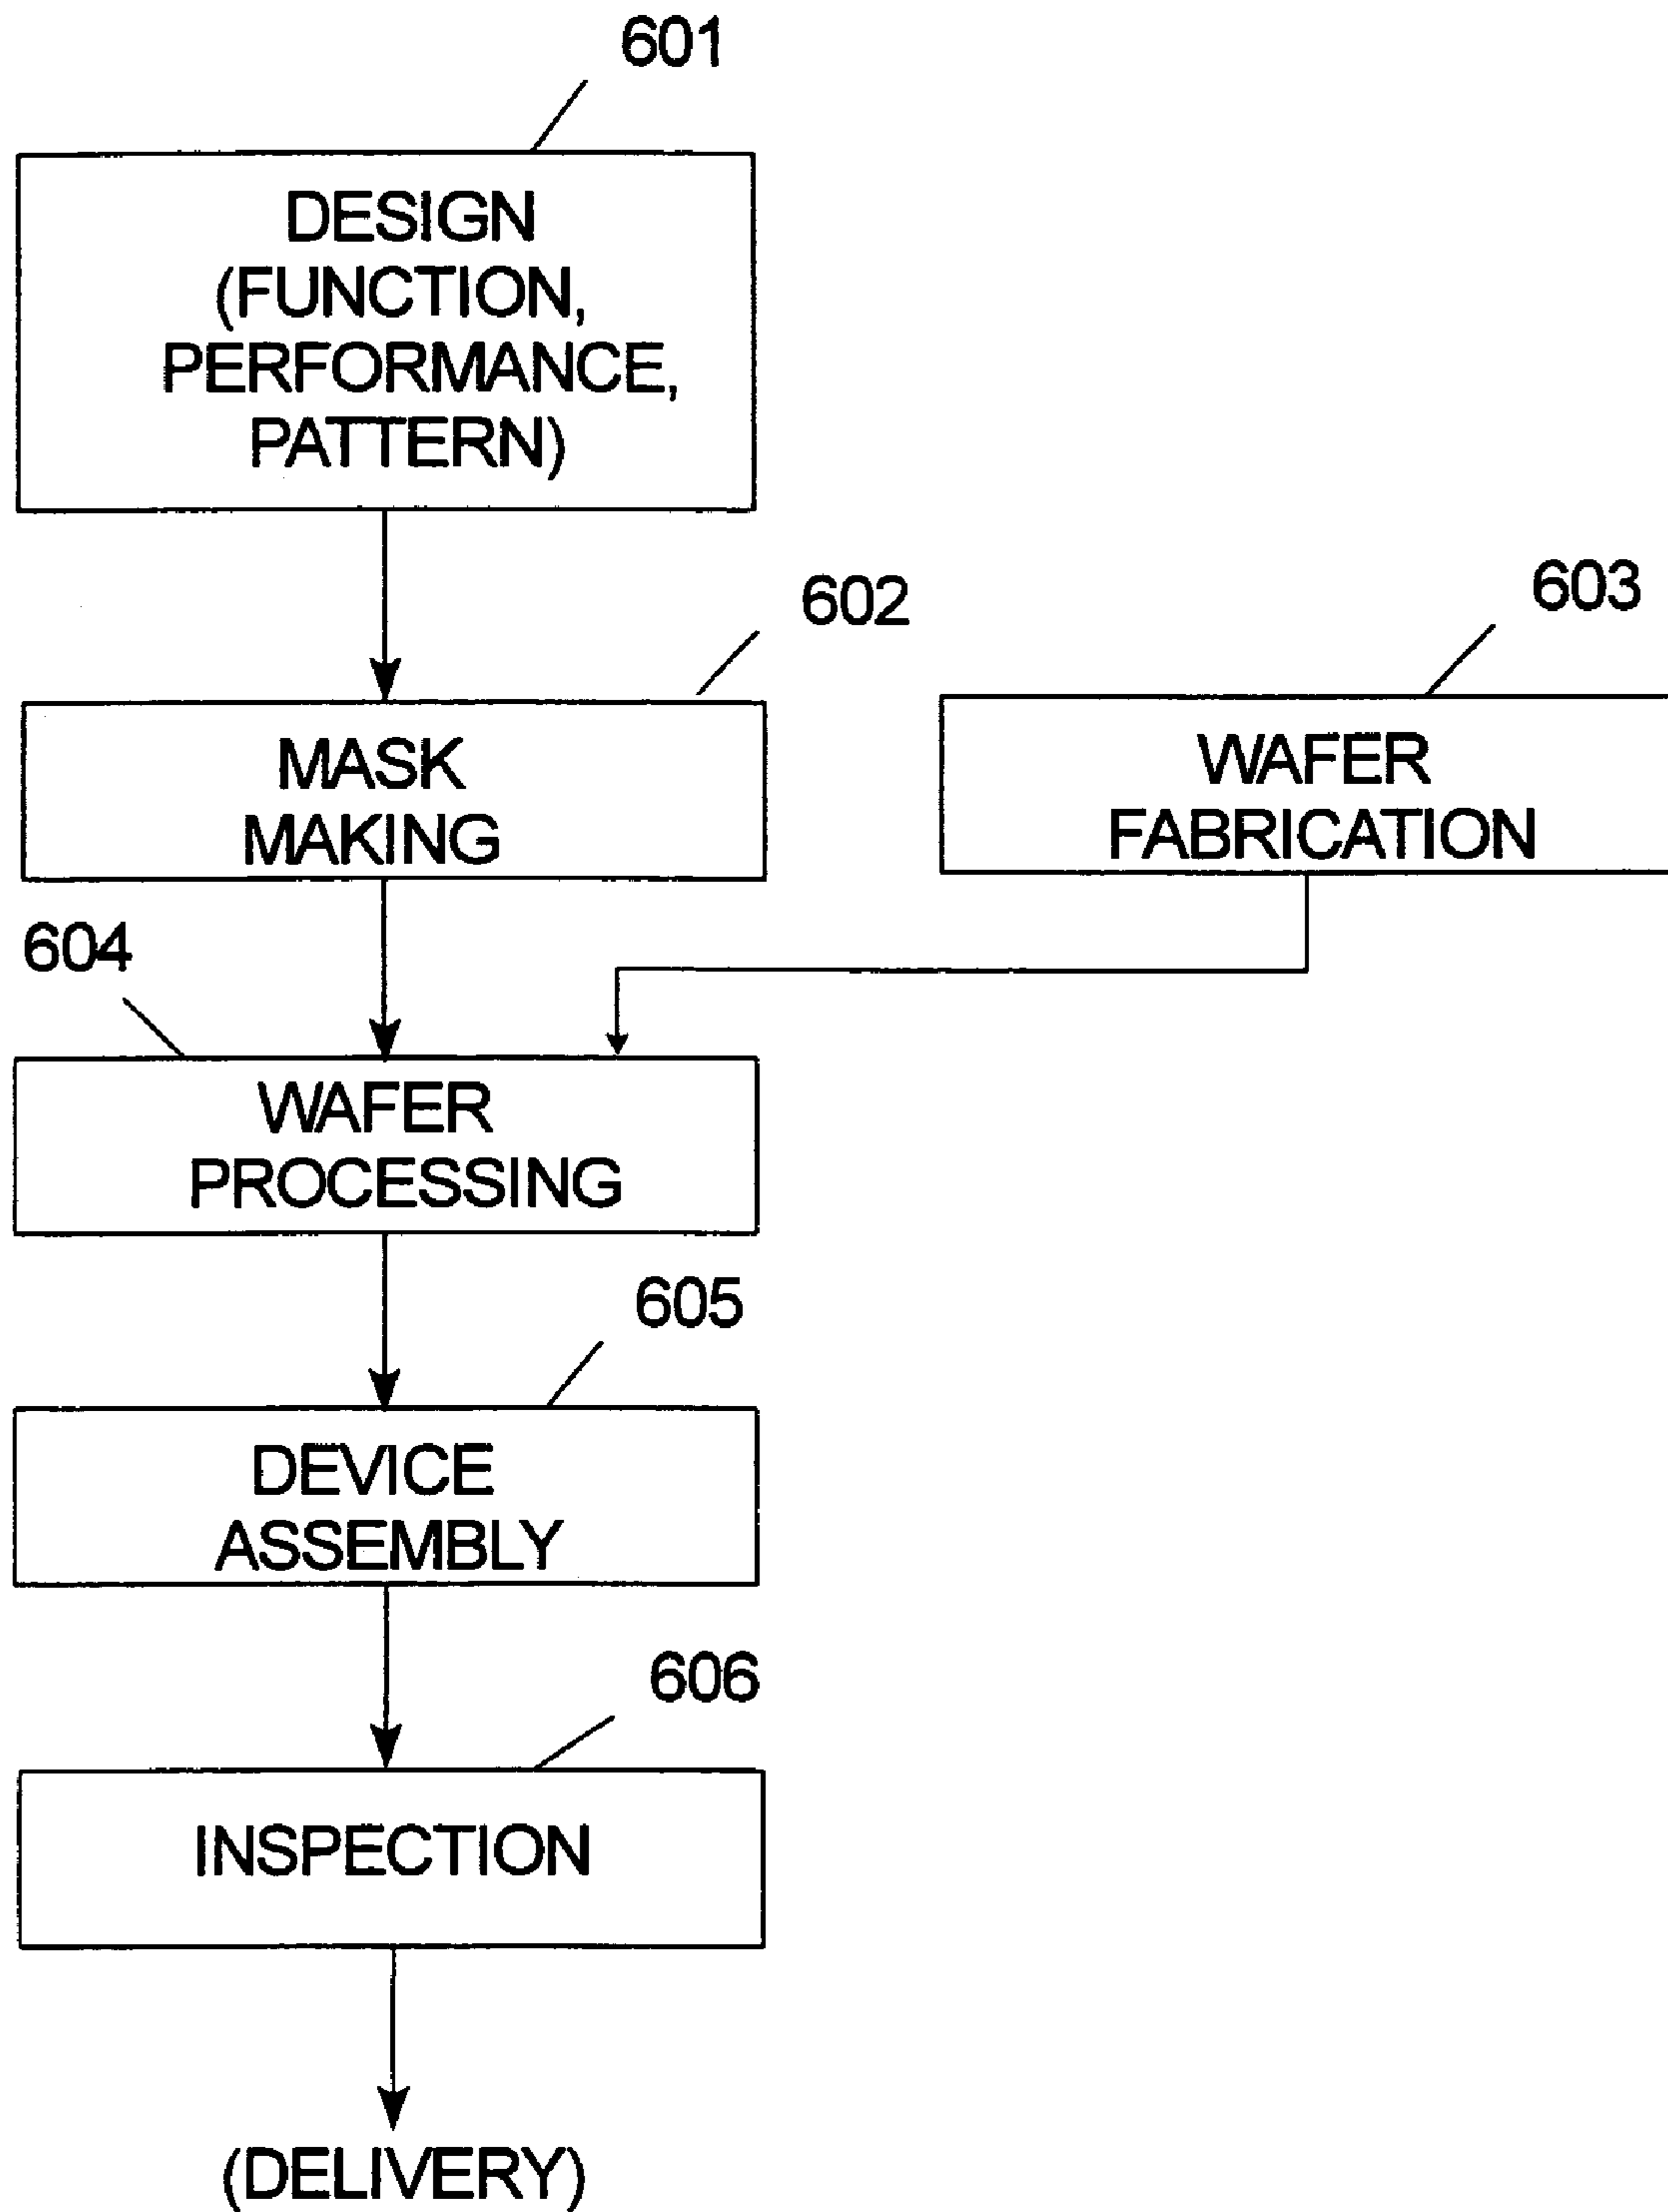 601
DESIGN
(FUNCTION,
PERFORMANCE,
PATTERN)
602
603
MASK
MAKING
WAFER
FABRICATION
604
WAFER
PROCESSING
605
DEVICE
ASSEMBLY
606
INSPECTION
(DELIVERY)